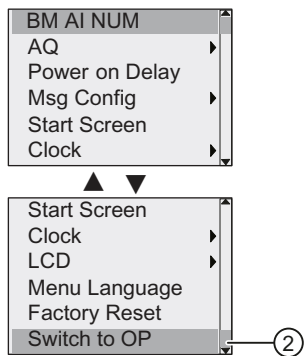 BM AI NUM
AQ
Power on Delay
Msg Config
Start Screen
Clock
Start Screen
Clock
LCD
Menu Language
Factory Reset
Switch to OP
2